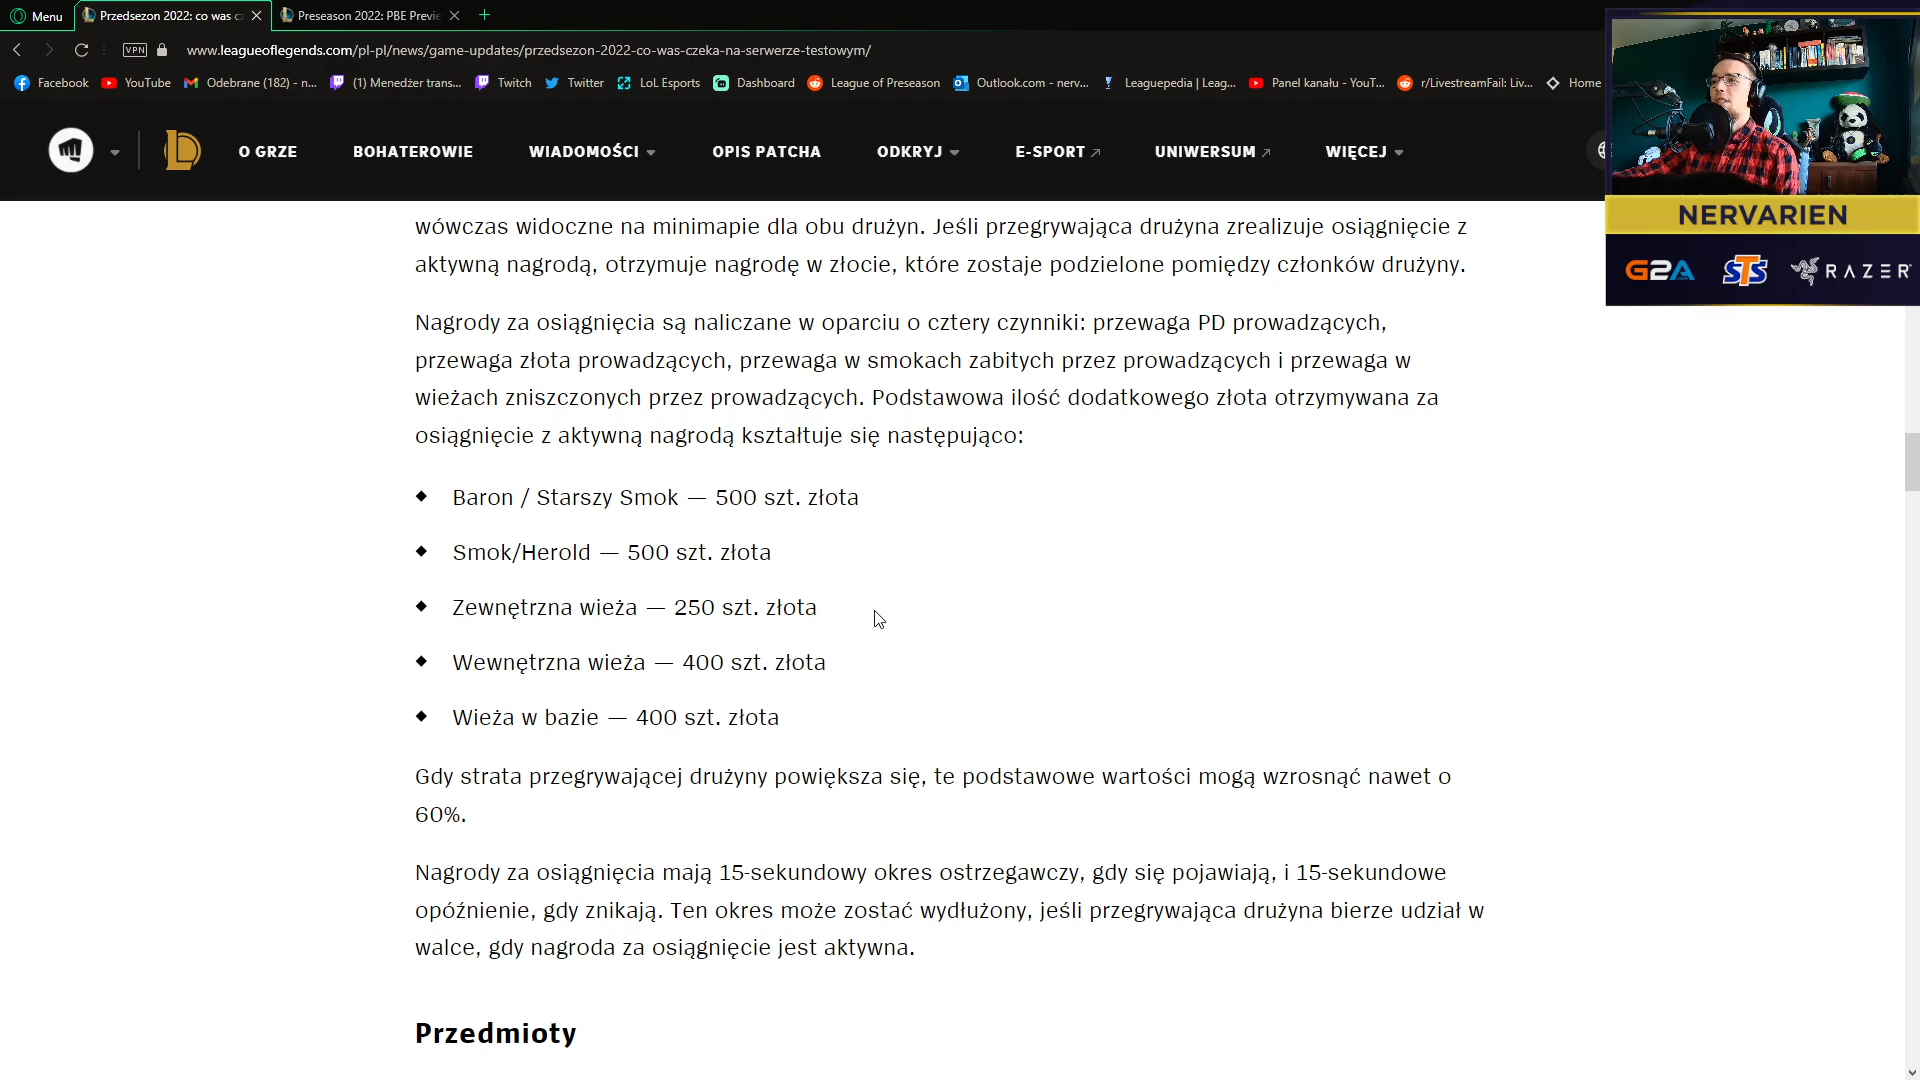 Menu
Przedsezon 2022: co was cz
Preseason 2022: PBE Previe
VPN
www.leagueoflegends.com/pl-pl/news/game-updates/przedsezon-2022-co-was-czeka-na-serwerze-testowym/
Facebook
YouTube
Odebrane (182) - n...
(1) Menedżer trans...
Twitch
Twitter
LoL Esports
Dashboard
League of Preseason
Outlook.com - nerv...
Leaguepedia | Leag...
Panel kanału - YouT...
r/LivestreamFail: Liv...
Home
O GRZE
BOHATEROWIE
WIADOMOŚCI
OPIS PATCHA
ODKRYJ
E-SPORT
UNIWERSUM
WIĘCEJ
NERVARIEN
G2A
STS
RAZER
wówczas widoczne na minimapie dla obu drużyn. Jeśli przegrywająca drużyna zrealizuje osiągnięcie z
aktywną nagrodą, otrzymuje nagrodę w złocie, które zostaje podzielone pomiędzy członków drużyny.
Nagrody za osiągnięcia są naliczane w oparciu o cztery czynniki: przewaga PD prowadzących,
przewaga złota prowadzących, przewaga w smokach zabitych przez prowadzących i przewaga w
wieżach zniszczonych przez prowadzących. Podstawowa ilość dodatkowego złota otrzymywana za
osiągnięcie z aktywną nagrodą kształtuje się następująco:
Baron / Starszy Smok — 500 szt. złota
Smok/Herold — 500 szt. złota
Zewnętrzna wieża — 250 szt. złota
Wewnętrzna wieża — 400 szt. złota
Wieża w bazie — 400 szt. złota
Gdy strata przegrywającej drużyny powiększa się, te podstawowe wartości mogą wzrosnąć nawet o
60%.
Nagrody za osiągnięcia mają 15-sekundowy okres ostrzegawczy, gdy się pojawiają, i 15-sekundowe
opóźnienie, gdy znikają. Ten okres może zostać wydłużony, jeśli przegrywająca drużyna bierze udział w
walce, gdy nagroda za osiągnięcie jest aktywna.
Przedmioty